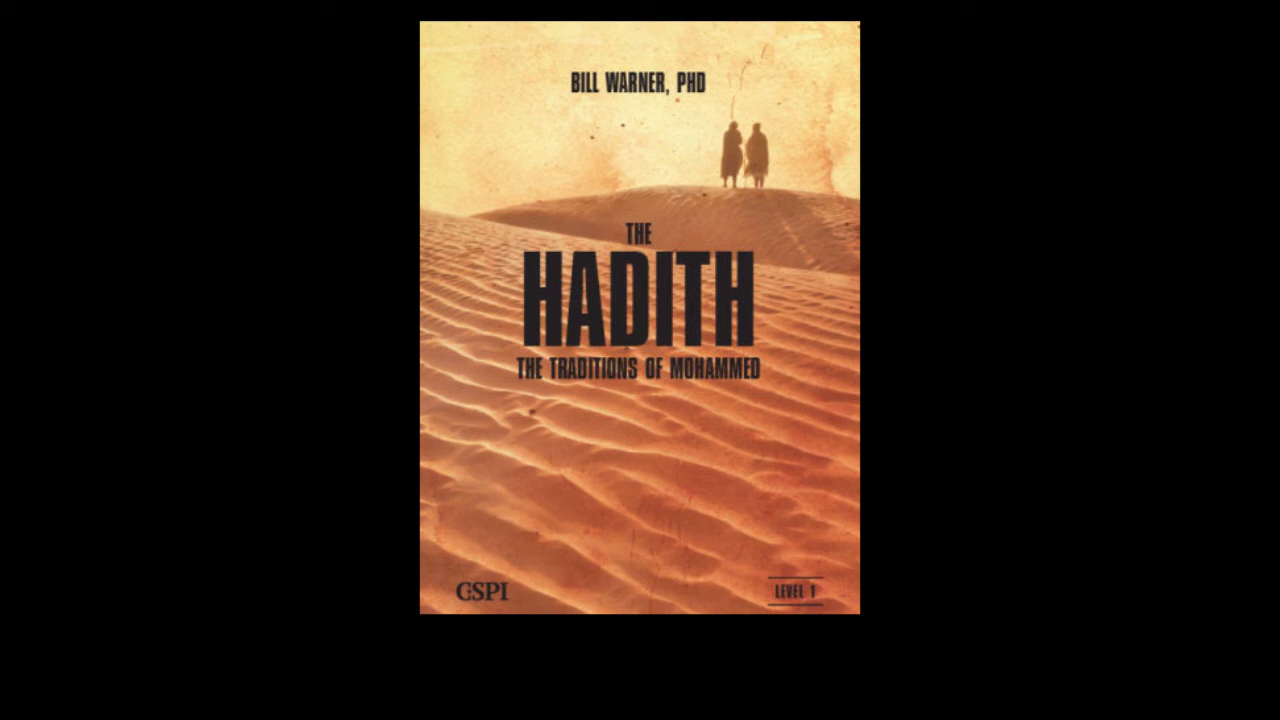 BILL WARNER, PHD
THE
HADITH
THE TRADITIONS OF MOHAMMED
CSPI
LEVEL 1